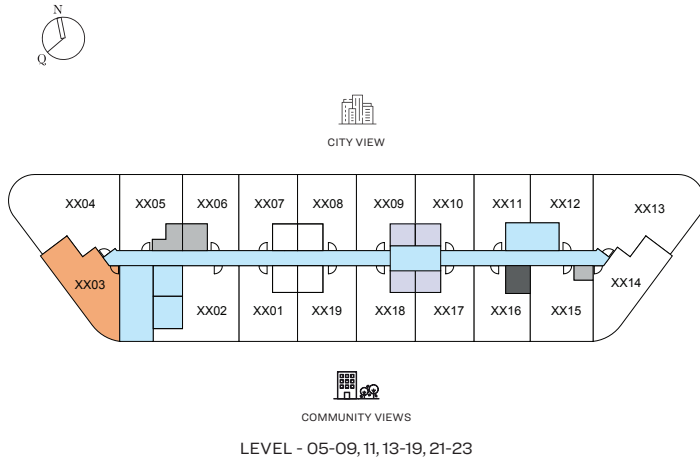 N
Q
CITY VIEW
XX04 XX05 XX06 XX07 XX08 XX09 XX10 XX11 XX12 XX13
XX03 XX14
XX02 XX01 XX19 XX18 XX17 XX16 XX15
COMMUNITY VIEWS
LEVEL - 05-09, 11, 13-19, 21-23